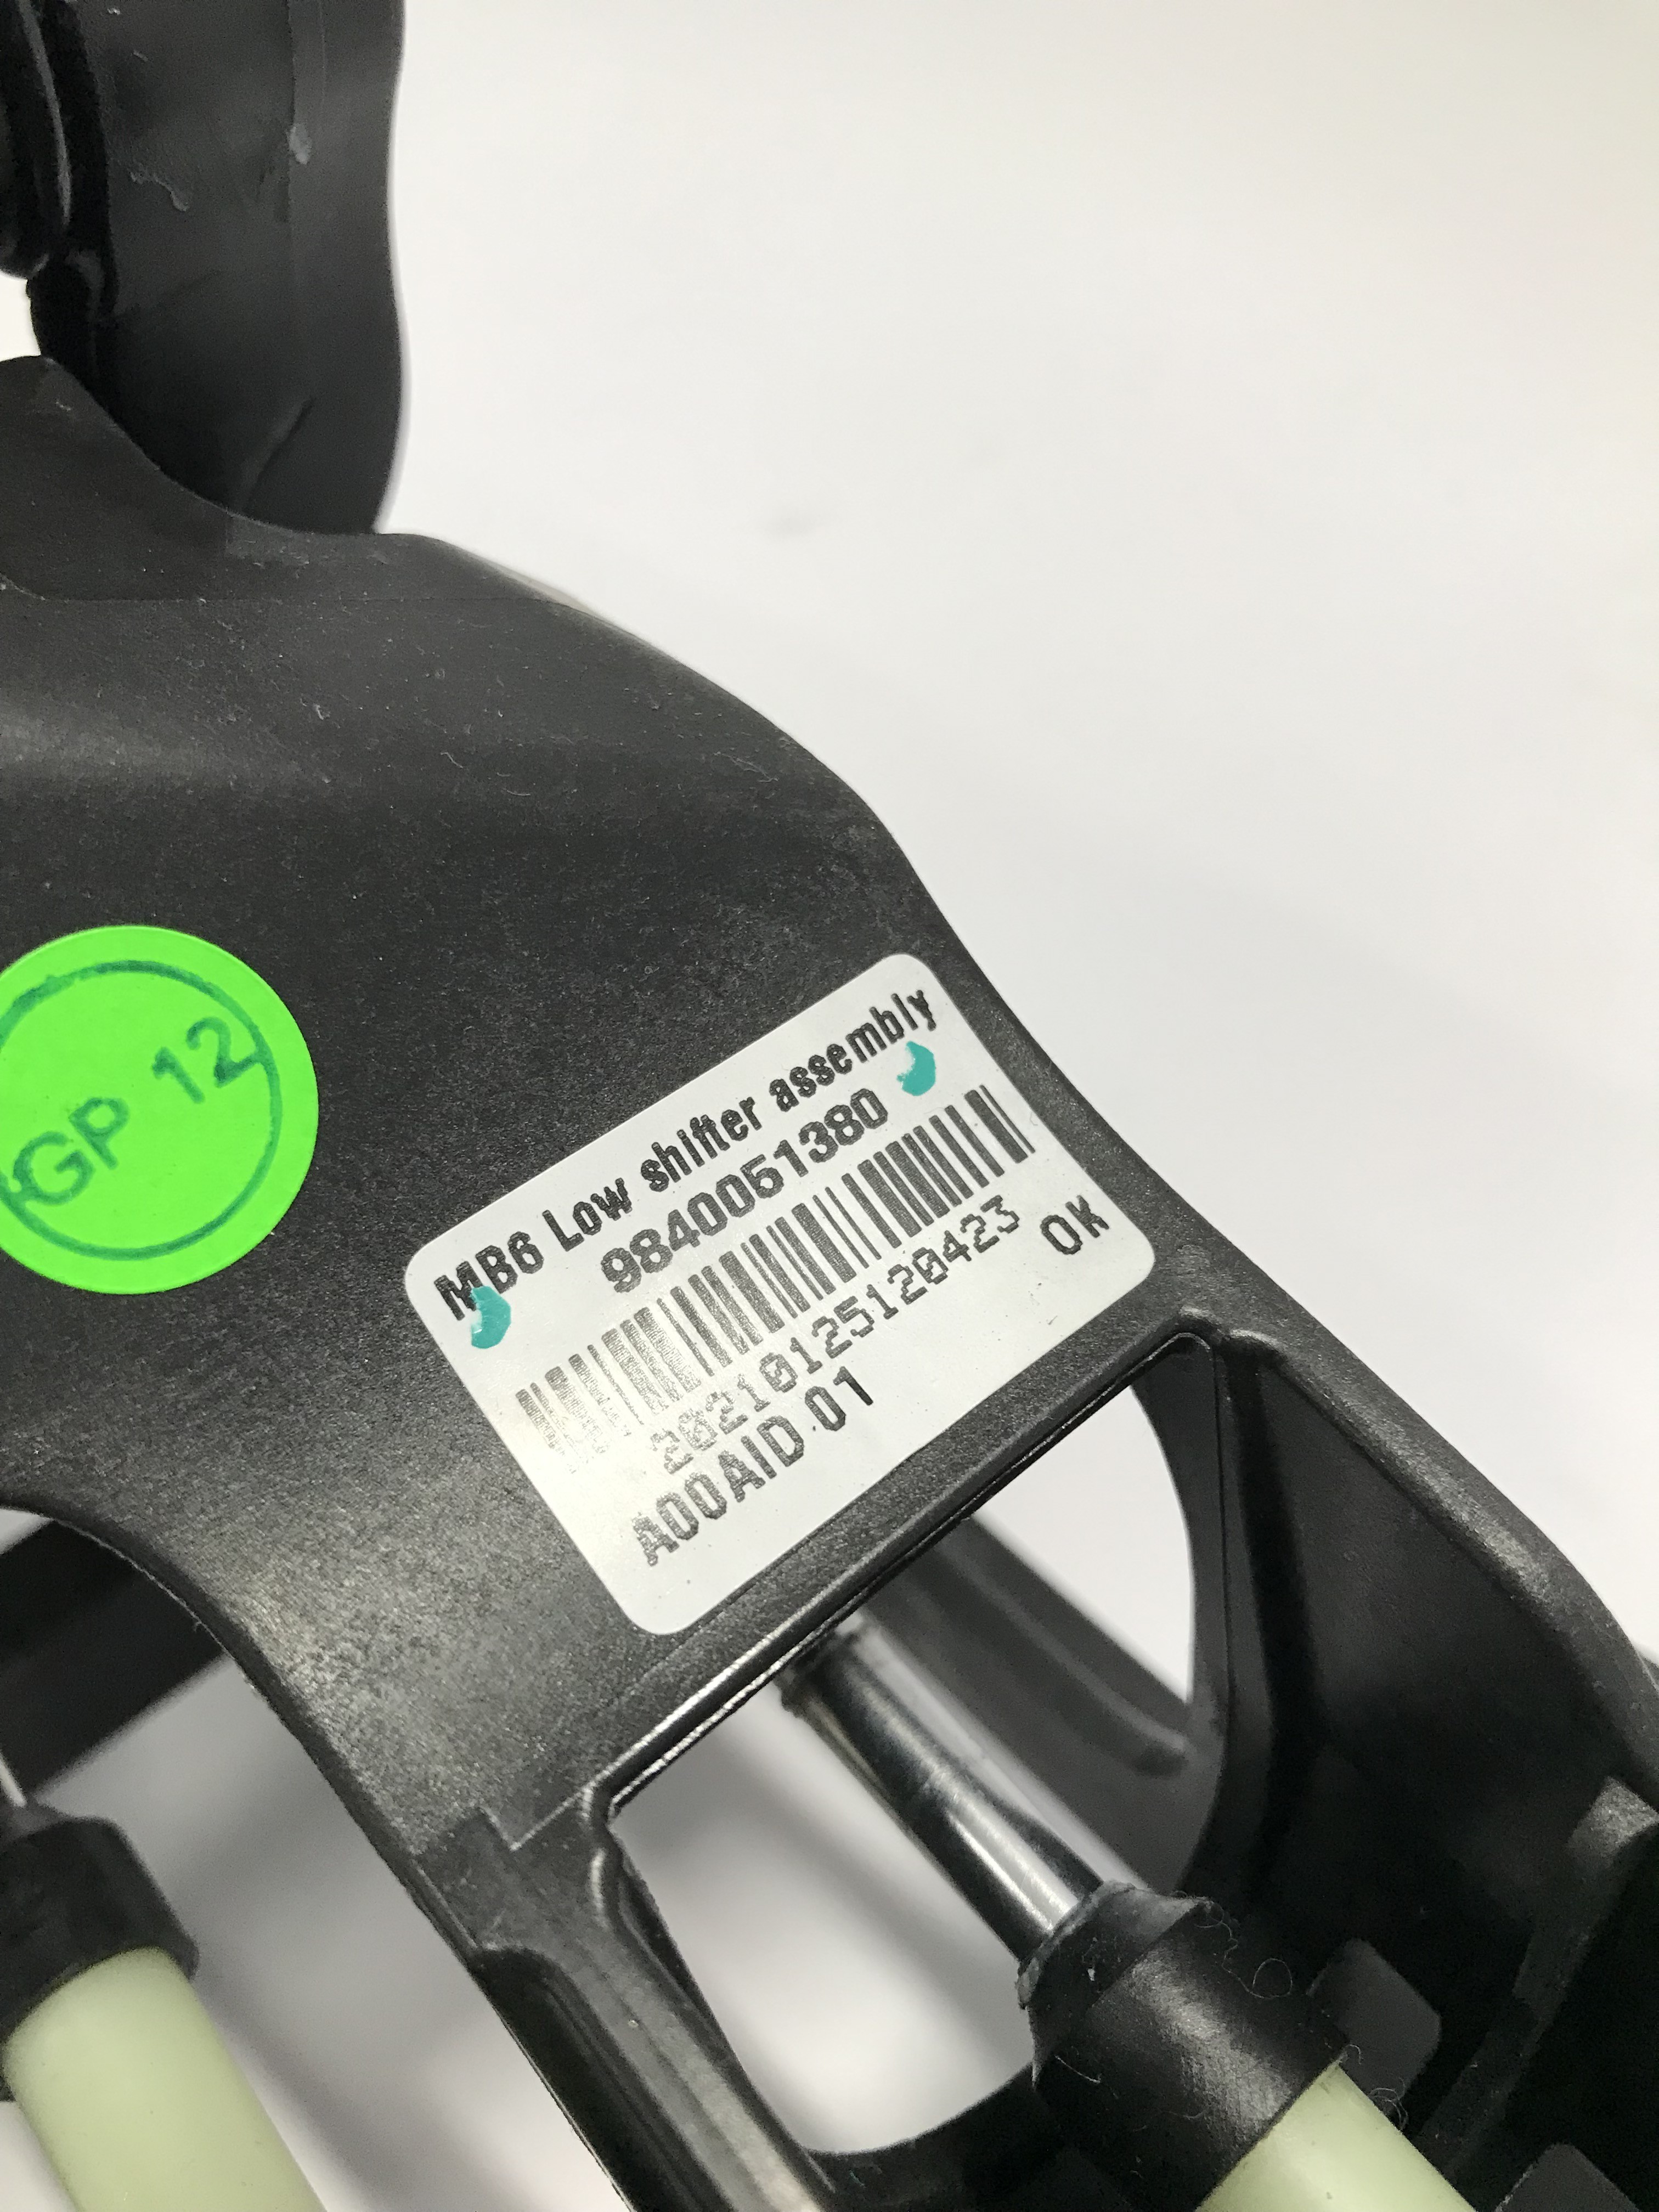 GP 12
MB6 Low shifter assembly
9840051380
20210125120423
OK
A00AID 01